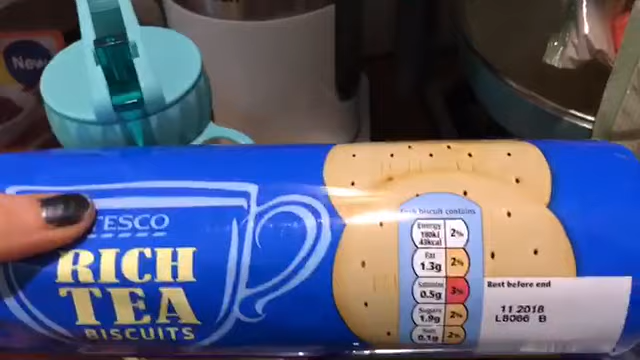 New
TESCO
RICH
TEA
BISCUITS
Each biscuit contains
Energy
180kJ
43kcal
2%
Fat
1.3g
2%
Saturates
0.5g
3%
Sugars
1.9g
2%
Salt
0.1g
2%
Best before end
11 2018
L8066 B